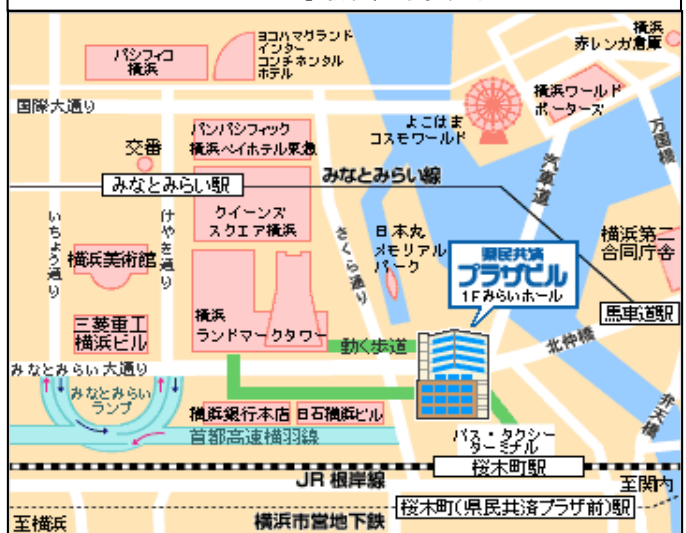 パシフィコ
横浜
ヨコハマグランド
インター
コンチネンタル
ホテル
横浜
赤レンガ倉庫
国際大通り
交番
パンパシフィック
横浜ベイホテル東急
よこはま
コスモワールド
横浜ワールド
ポーターズ
万国橋
汽車道
みなとみらい駅
みなとみらい線
いちょう通り
けやき通り
クイーンズ
スクエア横浜
さくら通り
日本丸
メモリアル
パーク
横浜第二
合同庁舎
横浜美術館
県民共済
プラザビル
1Fみらいホール
馬車道駅
三菱重工
横浜ビル
横浜
ランドマークタワー
動く歩道
北仲橋
みなとみらい大通り
みなとみらい
ランプ
横浜銀行本店
日石横浜ビル
弁天橋
首都高速横羽線
バス・タクシー
ターミナル
桜木町駅
JR根岸線
至関内
桜木町(県民共済プラザ前)駅
至横浜
横浜市営地下鉄